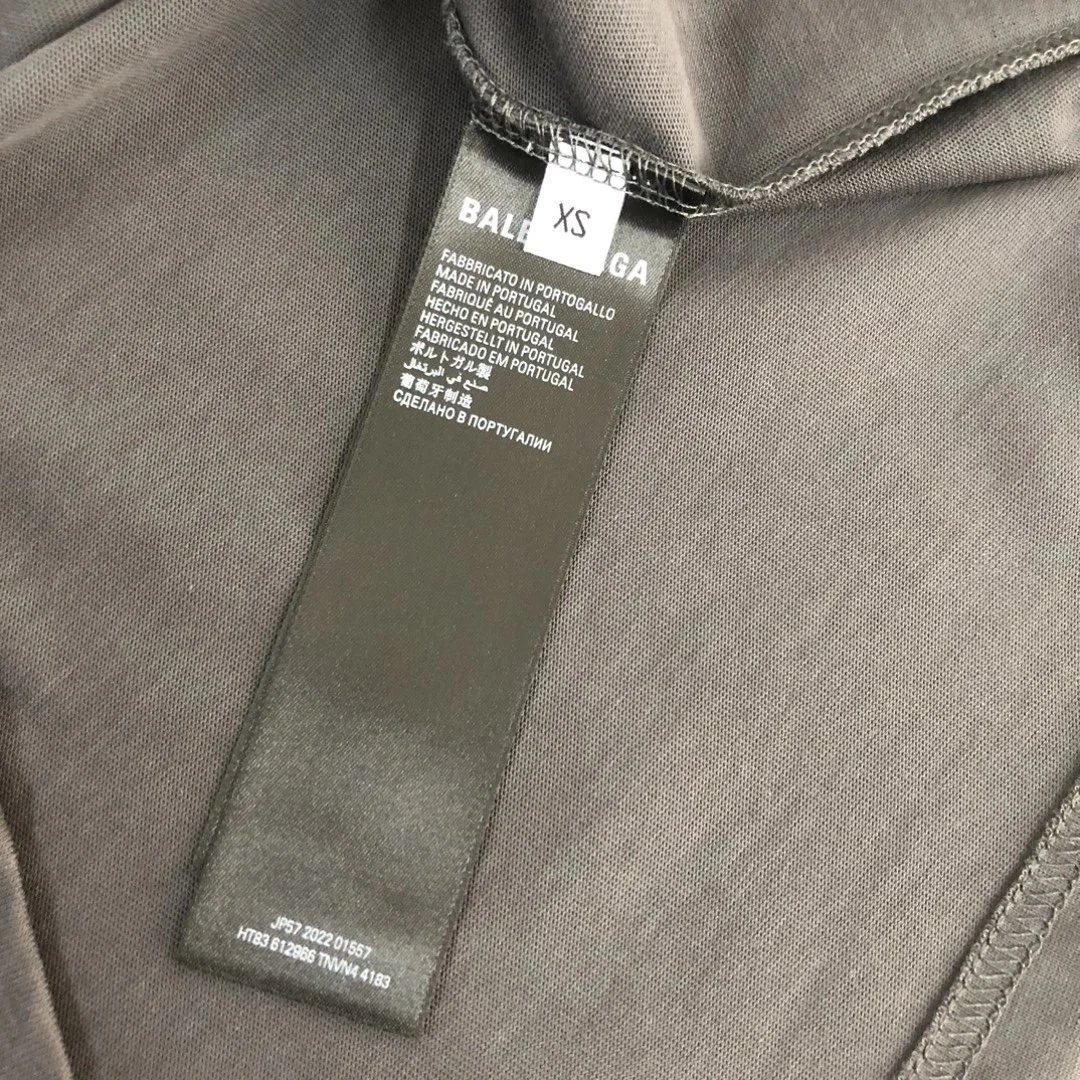 XS
BALENCIAGA
FABBRICATO IN PORTOGALLO
MADE IN PORTUGAL
FABRIQUÉ AU PORTUGAL
HECHO EN PORTUGAL
HERGESTELLT IN PORTUGAL
FABRICADO EM PORTUGAL
ポルトガル製
صنع في البرتغال
葡萄牙制造
СДЕЛАНО В ПОРТУГАЛИИ
JP57 2022 01557
HT83 612966 TNVN4 4183